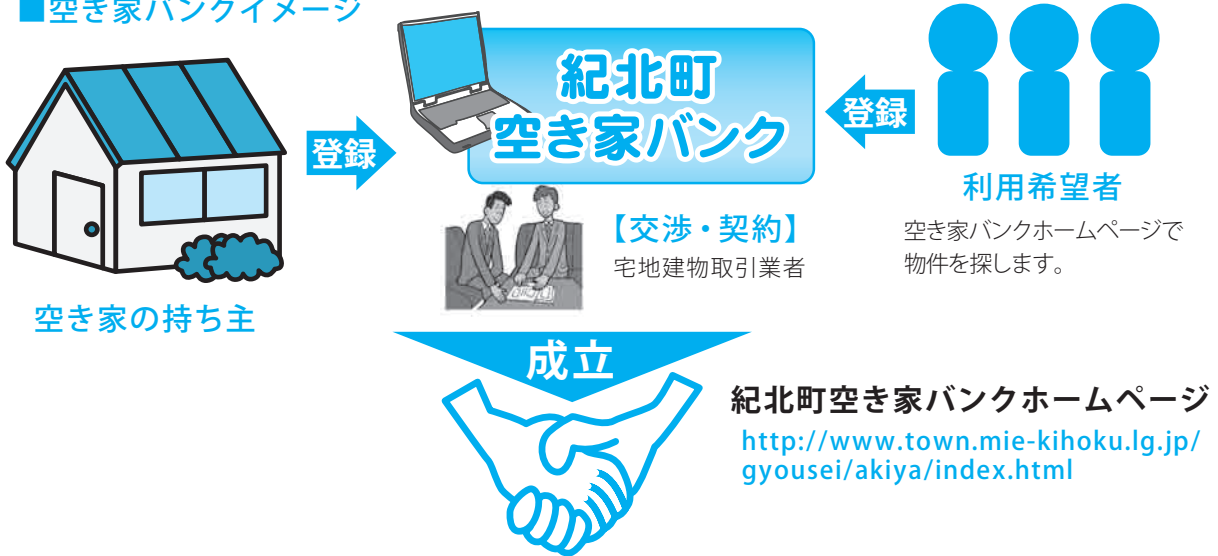 ■空き家バンクイメージ
紀北町
空き家バンク
登録
登録
空き家の持ち主
【交渉・契約】
宅地建物取引業者
利用希望者
空き家バンクホームページで
物件を探します。
成立
紀北町空き家バンクホームページ
http://www.town.mie-kihoku.lg.jp/
gyousei/akiya/index.html